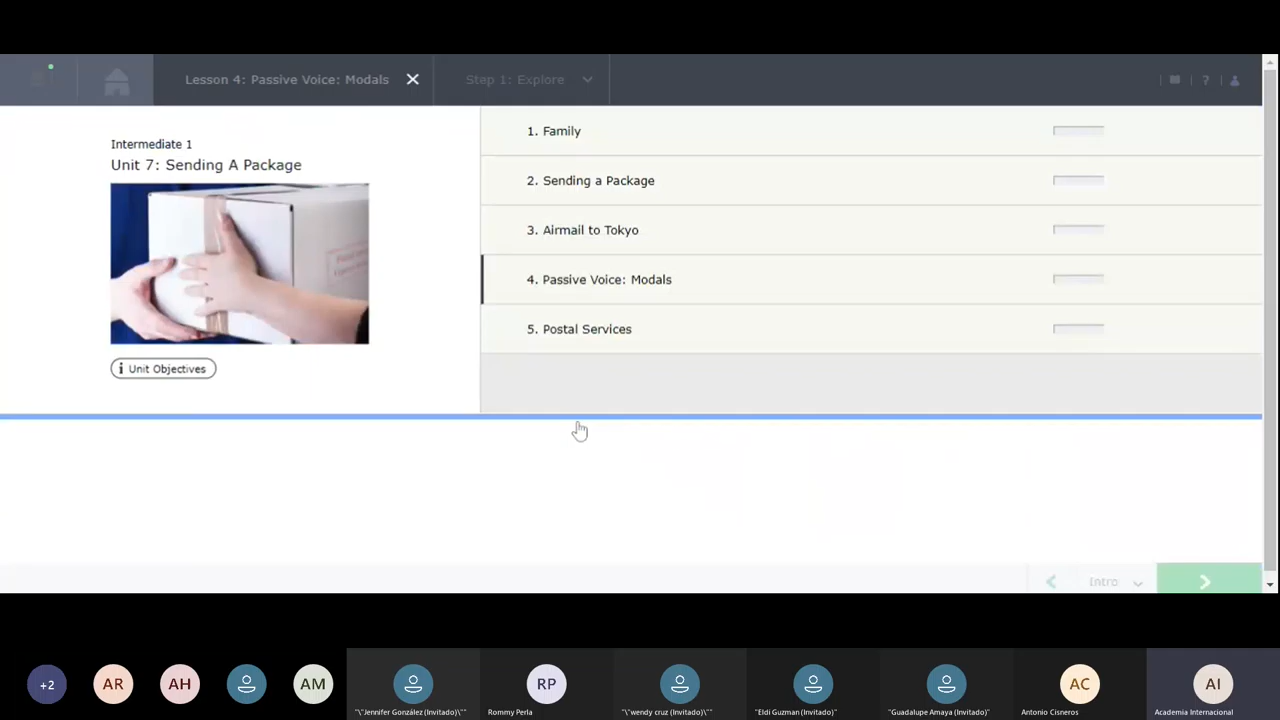 Lesson 4: Passive Voice: Modals
Step 1: Explore
?
Intermediate 1
Unit 7: Sending A Package
i Unit Objectives
1. Family
2. Sending a Package
3. Airmail to Tokyo
4. Passive Voice: Modals
5. Postal Services
Intro
+2
AR
AH
AM
"\"Jennifer González (Invitado)\""
RP
Rommy Perla
"\"wendy cruz (Invitado)\""
"Eldi Guzman (Invitado)"
"Guadalupe Amaya (Invitado)"
AC
Antonio Cisneros
AI
Academia Internacional